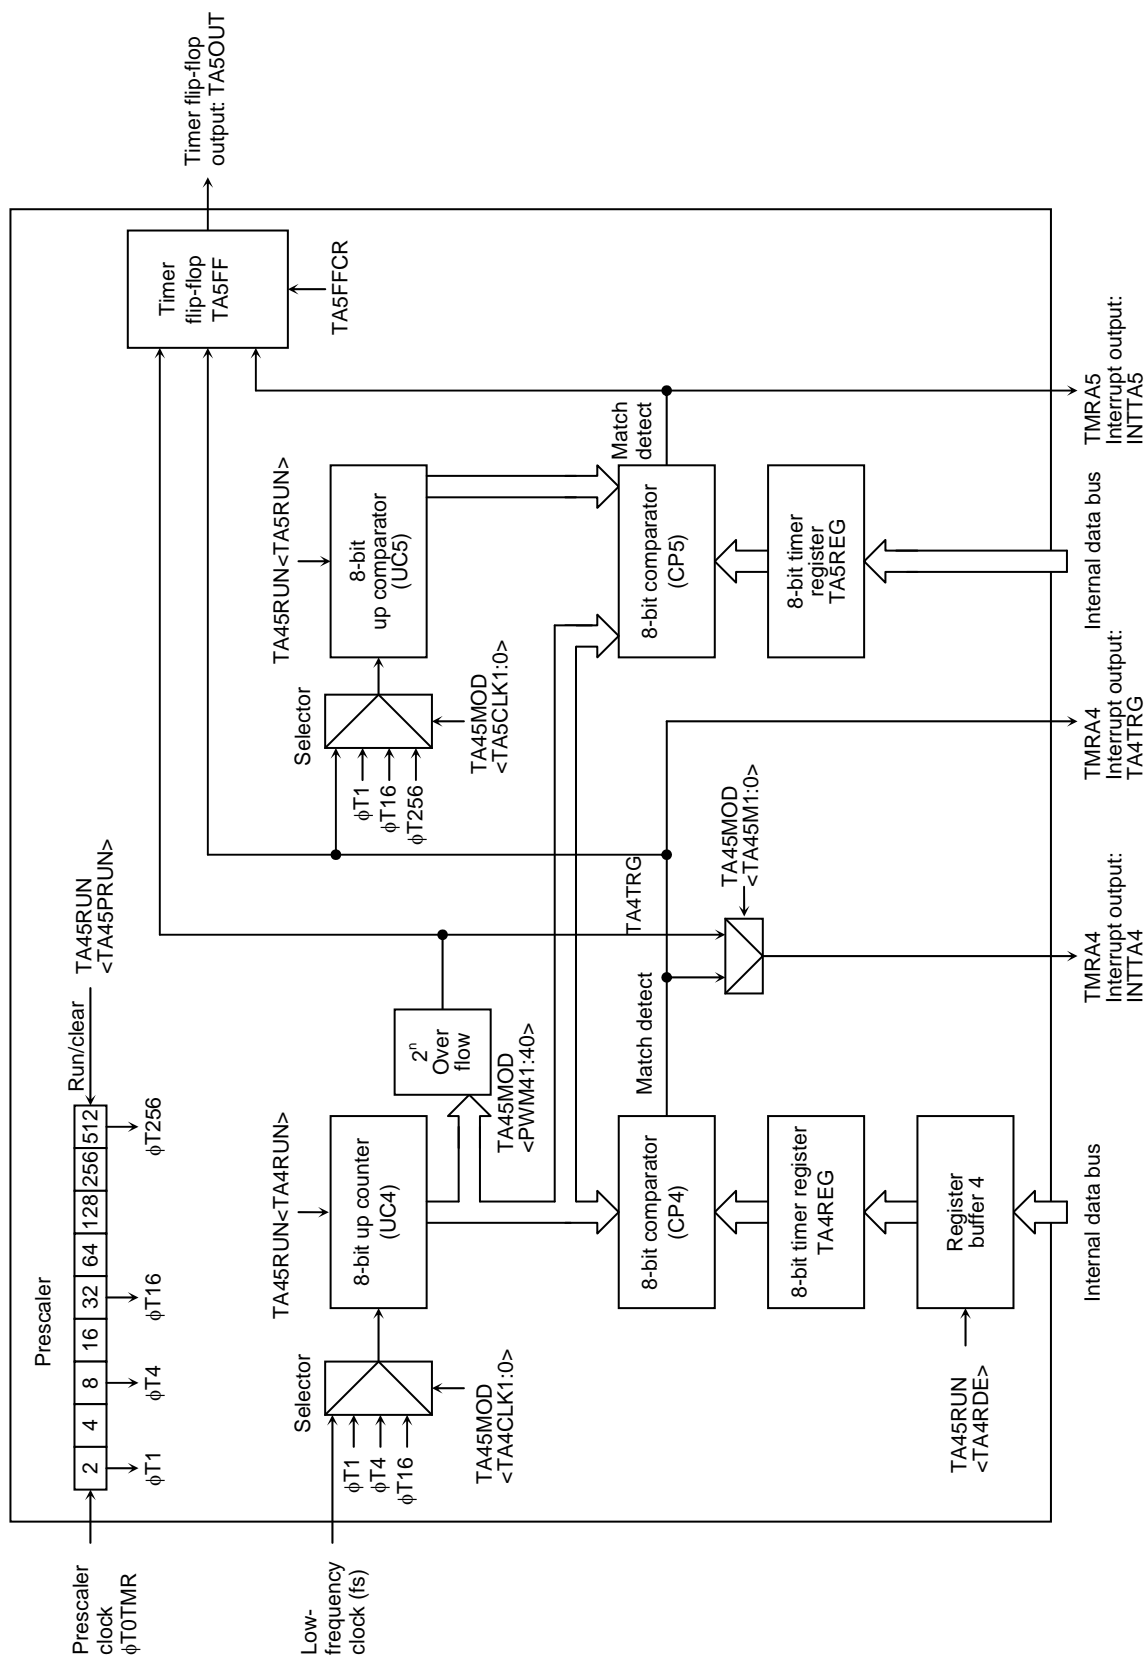 Prescaler
Prescaler
clock
ϕT0TMR
2 4 8 16 32 64 128 256 512
Run/clear
TA45RUN
<TA45PRUN>
ϕT1
ϕT4
ϕT16
ϕT256
Low-
frequency
clock (fs)
Selector
ϕT1
ϕT4
ϕT16
TA45MOD
<TA4CLK1:0>
TA45RUN<TA4RUN>
8-bit up counter
(UC4)
2ⁿ
Over
flow
TA45MOD
<PWM41:40>
8-bit comparator
(CP4)
Match detect
TA4TRG
8-bit timer register
TA4REG
Register
buffer 4
TA45RUN
<TA4RDE>
Internal data bus
TA45MOD
<TA45M1:0>
TMRA4
Interrupt output:
INTTA4
TMRA4
Interrupt output:
TA4TRG
Selector
ϕT1
ϕT16
ϕT256
TA45MOD
<TA5CLK1:0>
TA45RUN<TA5RUN>
8-bit
up comparator
(UC5)
8-bit comparator
(CP5)
Match
detect
8-bit timer
register
TA5REG
Internal data bus
TMRA5
Interrupt output:
INTTA5
Timer
flip-flop
TA5FF
TA5FFCR
Timer flip-flop
output: TA5OUT